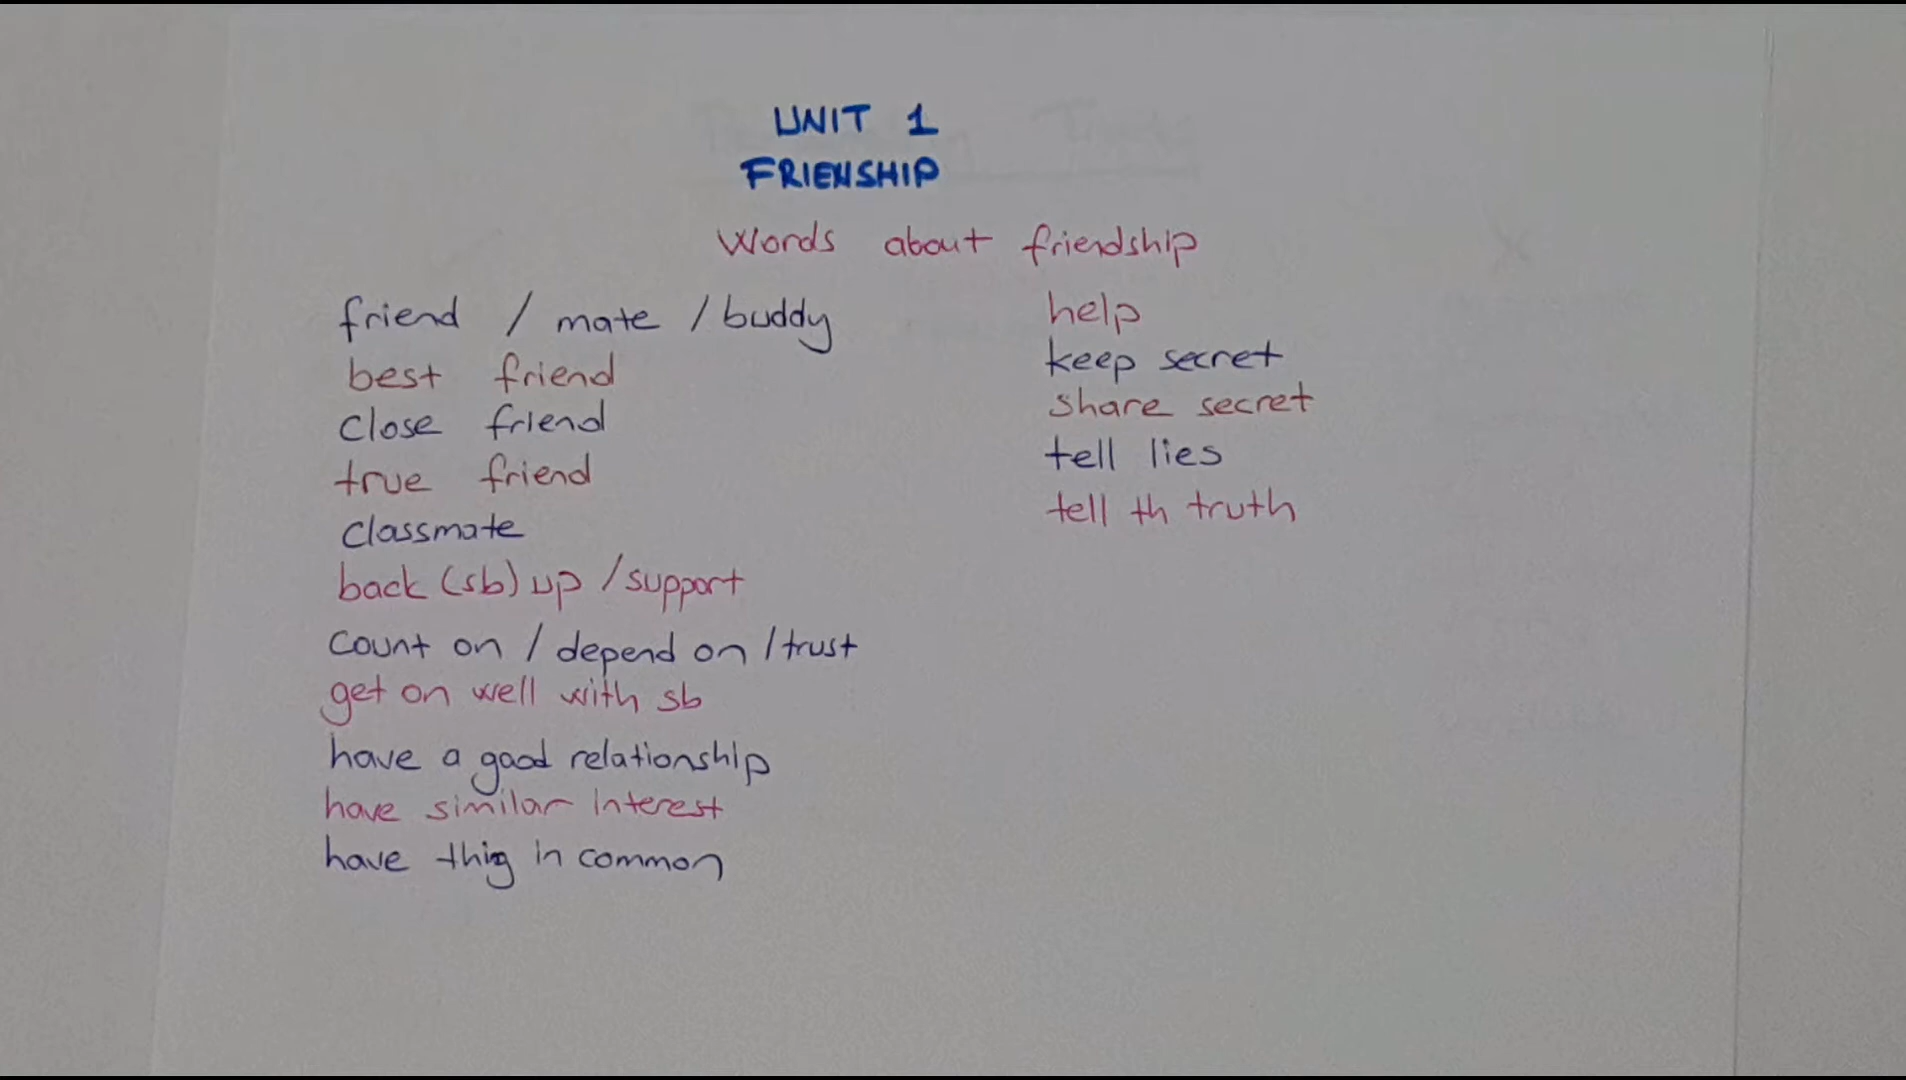 UNIT 1
FRIENSHIP
Words about friendship
friend / mate / buddy
best friend
close friend
true friend
classmate
back (sb) up / support
count on / depend on / trust
get on well with sb
have a good relationship
have similar interest
have thing in common
help
keep secret
share secret
tell lies
tell th truth